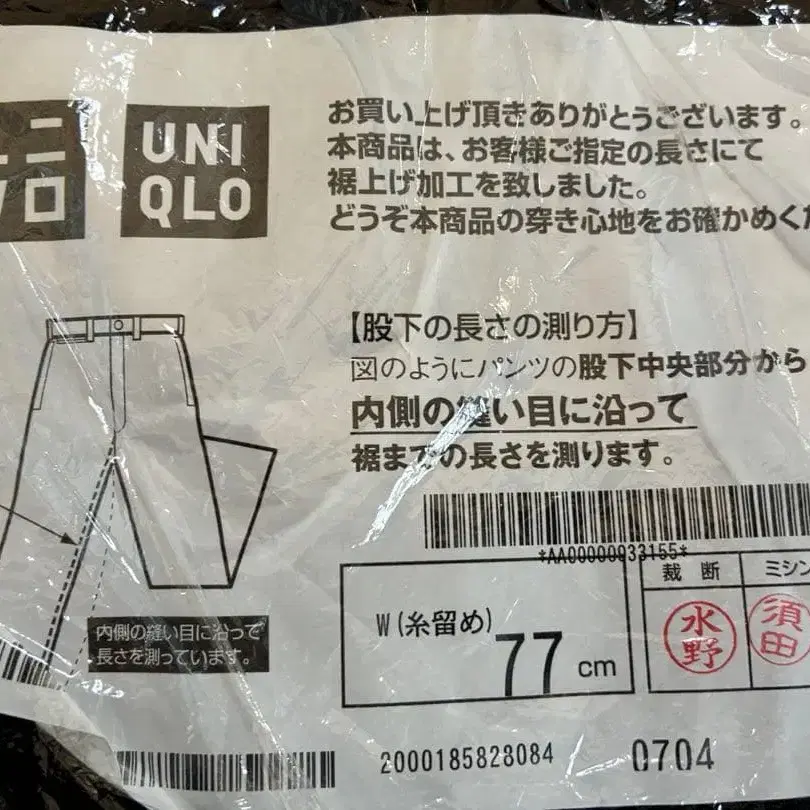 UNI
QLO
お買い上げ頂きありがとうございます。
本商品は、お客様ご指定の長さにて
裾上げ加工を致しました。
どうぞ本商品の穿き心地をお確かめくだ
【股下の長さの測り方】
図のようにパンツの股下中央部分から
内側の縫い目に沿って
裾までの長さを測ります。
*AA00000033155*
内側の縫い目に沿って
長さを測っています。
W(糸留め) 77 cm
裁断 ミシン
水野 須田
2000185828084 0704